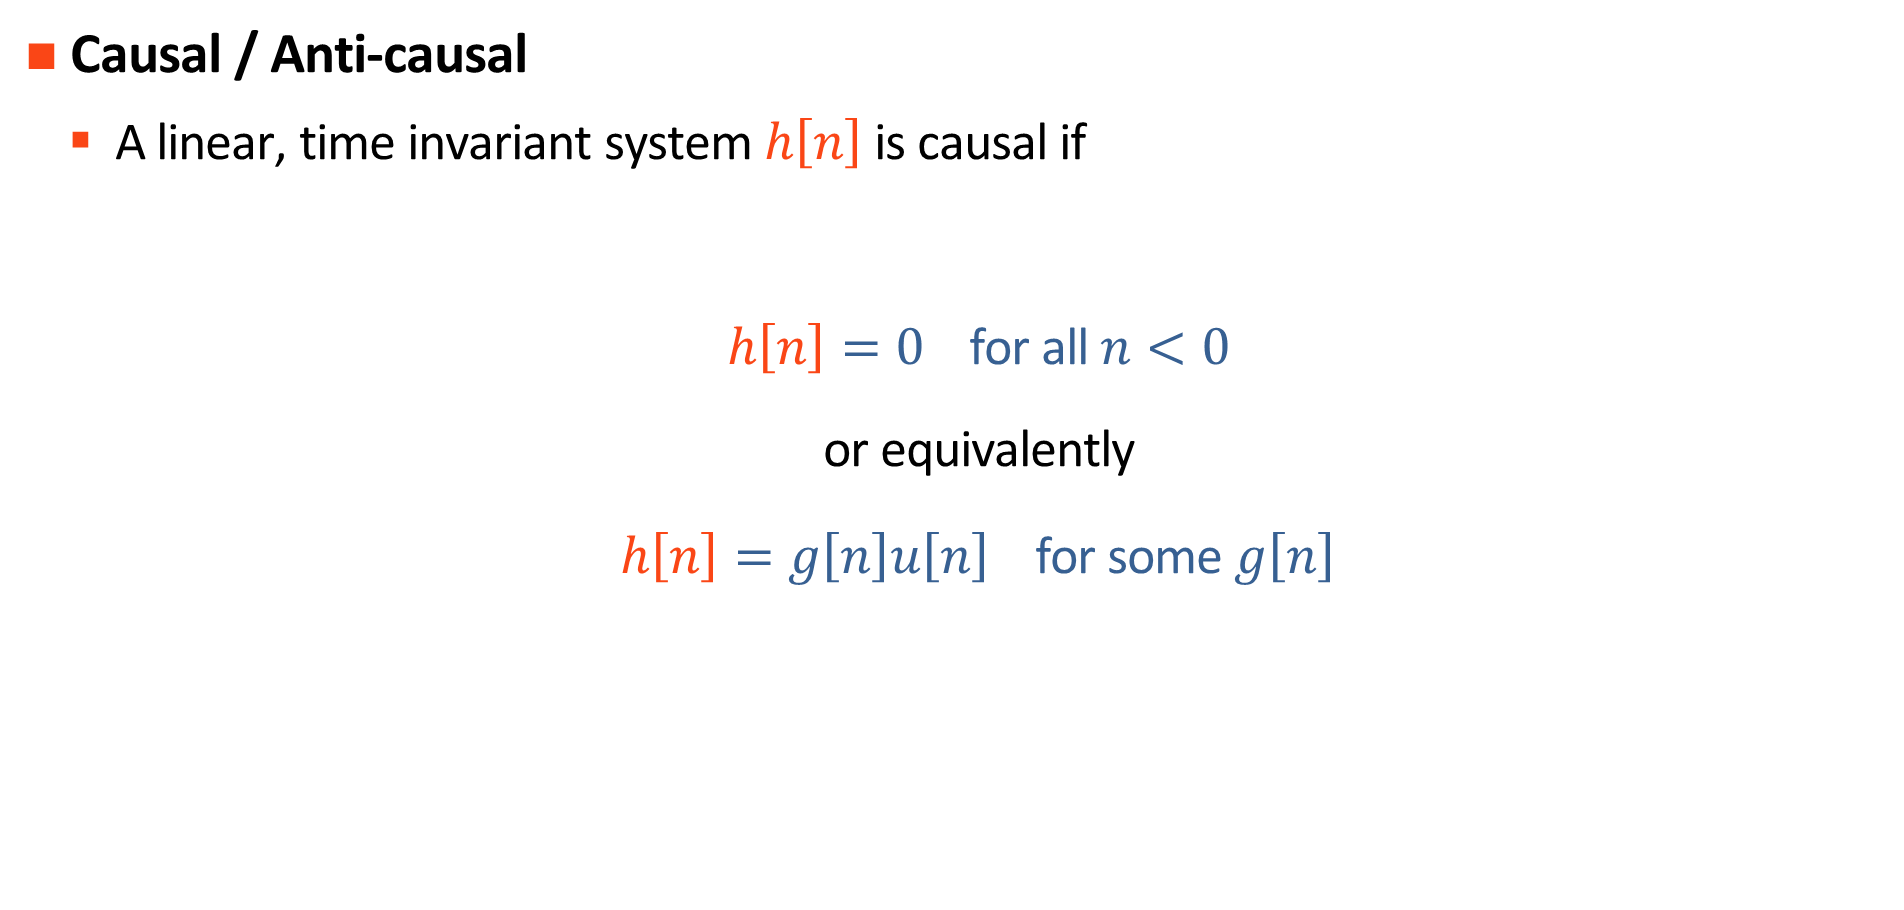 Causal / Anti-causal
A linear, time invariant system h[n] is causal if
h[n] = 0 for all n < 0
or equivalently
h[n] = g[n]u[n] for some g[n]